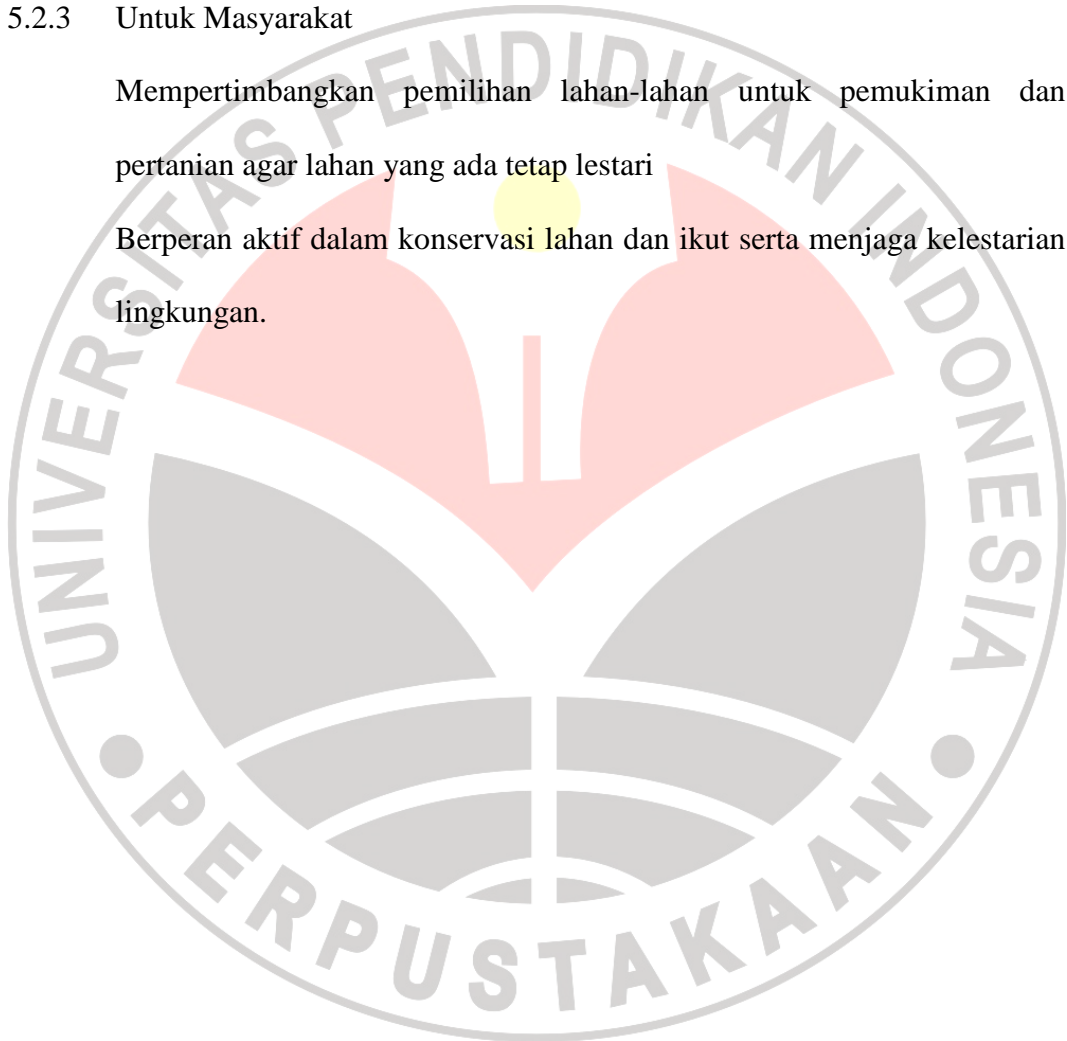 5.2.3 Untuk Masyarakat
Mempertimbangkan pemilihan lahan-lahan untuk pemukiman dan
pertanian agar lahan yang ada tetap lestari
Berperan aktif dalam konservasi lahan dan ikut serta menjaga kelestarian
lingkungan.
UNIVERSITAS PENDIDIKAN INDONESIA
PERPUSTAKAAN